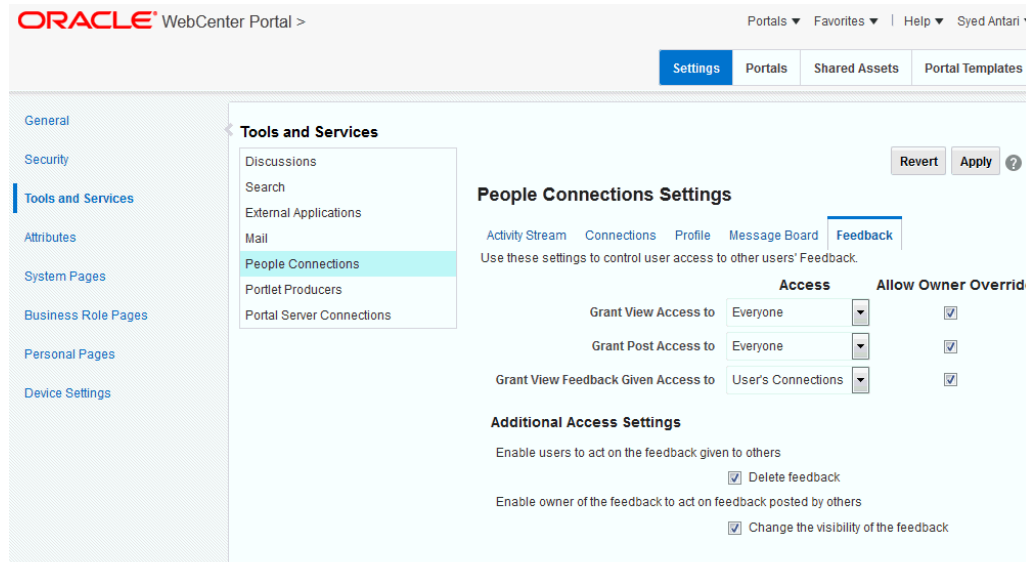 ORACLE® WebCenter Portal >
Portals Favorites Help Syed Antari
Settings Portals Shared Assets Portal Templates
General
Security
Tools and Services
Attributes
System Pages
Business Role Pages
Personal Pages
Device Settings
Tools and Services
Discussions
Search
External Applications
Mail
People Connections
Portlet Producers
Portal Server Connections
Revert Apply ?
People Connections Settings
Activity Stream Connections Profile Message Board Feedback
Use these settings to control user access to other users' Feedback.
Access Allow Owner Override
Grant View Access to Everyone
Grant Post Access to Everyone
Grant View Feedback Given Access to User's Connections
Additional Access Settings
Enable users to act on the feedback given to others
Delete feedback
Enable owner of the feedback to act on feedback posted by others
Change the visibility of the feedback